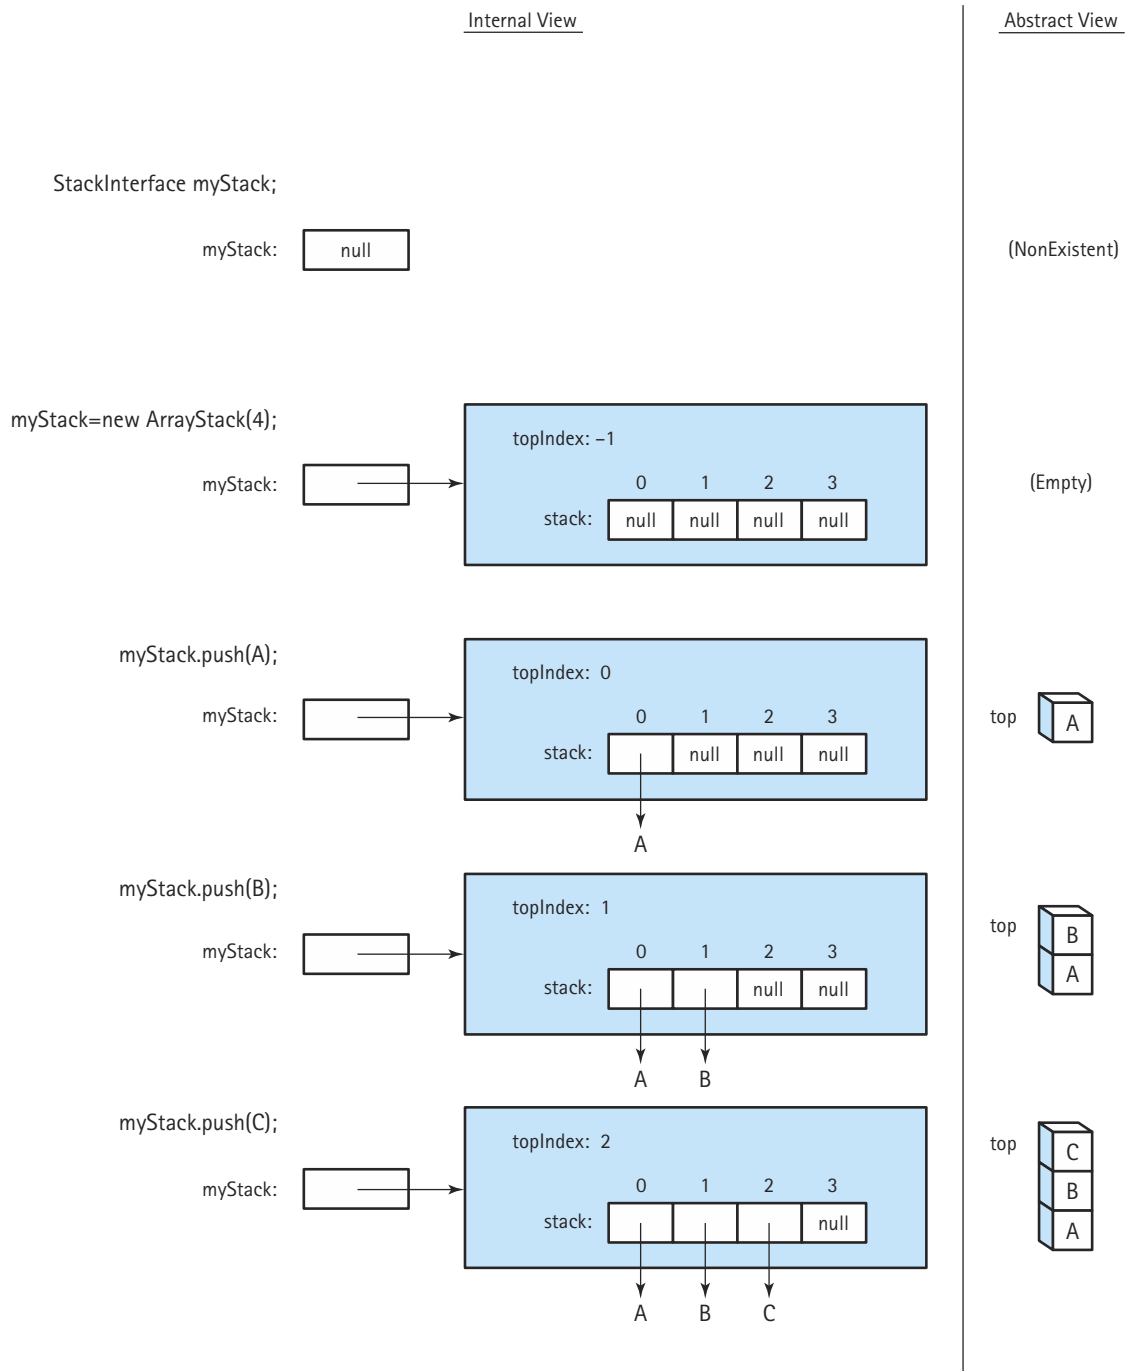 Internal View
Abstract View
StackInterface myStack;
myStack: null
(NonExistent)
myStack=new ArrayStack(4);
topIndex: –1
myStack:
0 1 2 3
(Empty)
stack: null null null null
myStack.push(A);
topIndex: 0
myStack:
0 1 2 3
top A
stack: null null null
A
myStack.push(B);
topIndex: 1
top B
myStack:
0 1 2 3
A
stack: null null
A B
myStack.push(C);
topIndex: 2
top C
myStack:
0 1 2 3
B
stack: null
A
A B C